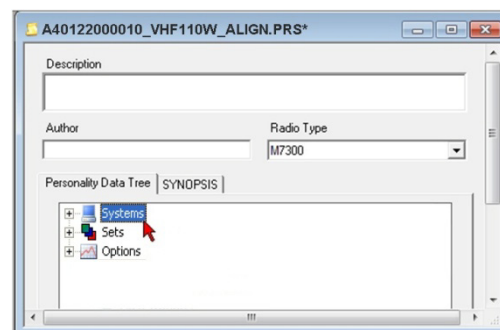 A40122000010_VHF110W_ALIGN.PRS*
Description
Author Radio Type
M7300
Personality Data Tree SYNOPSIS
Systems
Sets
Options